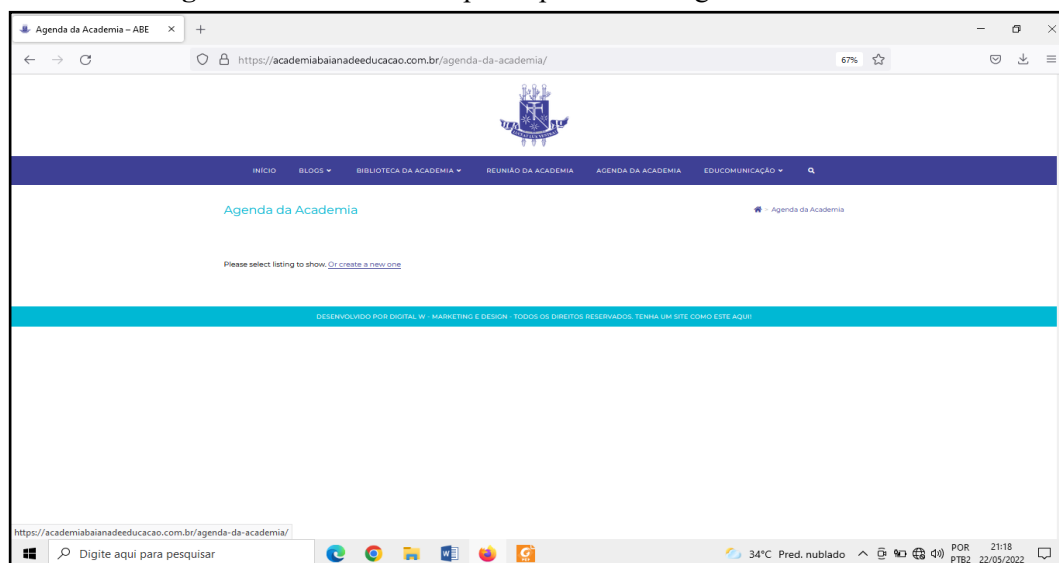 Agenda da Academia – ABE
https://academiabaianadeeducacao.com.br/agenda-da-academia/
67%
INÍCIO BLOGS BIBLIOTECA DA ACADEMIA REUNIÃO DA ACADEMIA AGENDA DA ACADEMIA EDUCOMUNICAÇÃO
Agenda da Academia
> Agenda da Academia
Please select listing to show. Or create a new one
DESENVOLVIDO POR DIGITAL W - MARKETING E DESIGN - TODOS OS DIREITOS RESERVADOS. TENHA UM SITE COMO ESTE AQUI!
https://academiabaianadeeducacao.com.br/agenda-da-academia/
Digite aqui para pesquisar
34°C Pred. nublado
POR 21:18
PTB2 22/05/2022